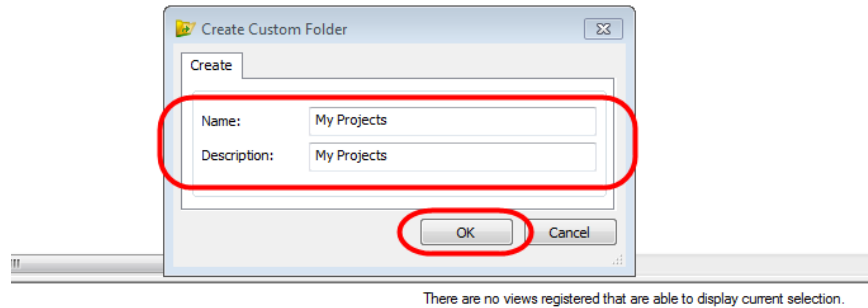 Create Custom Folder
Create
Name: My Projects
Description: My Projects
OK Cancel
There are no views registered that are able to display current selection.